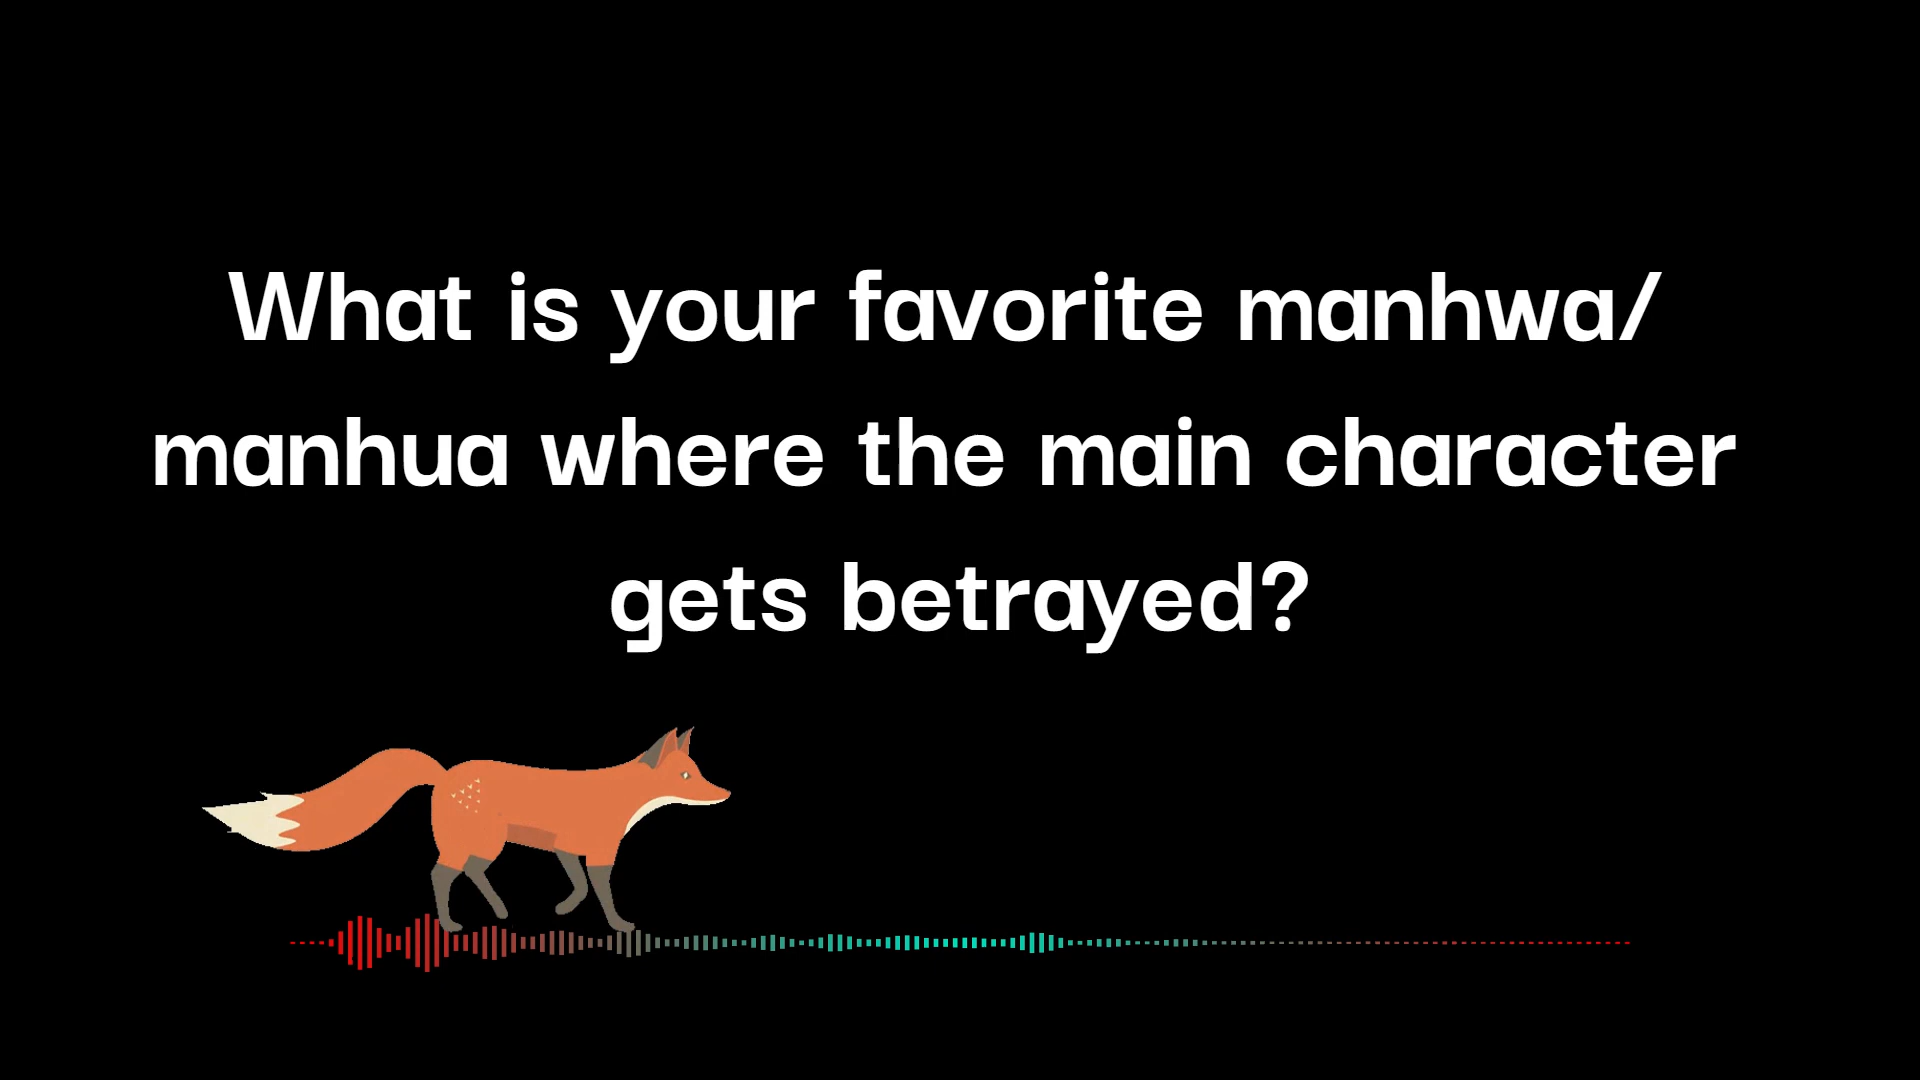 What is your favorite manhwa/
manhua where the main character
gets betrayed?